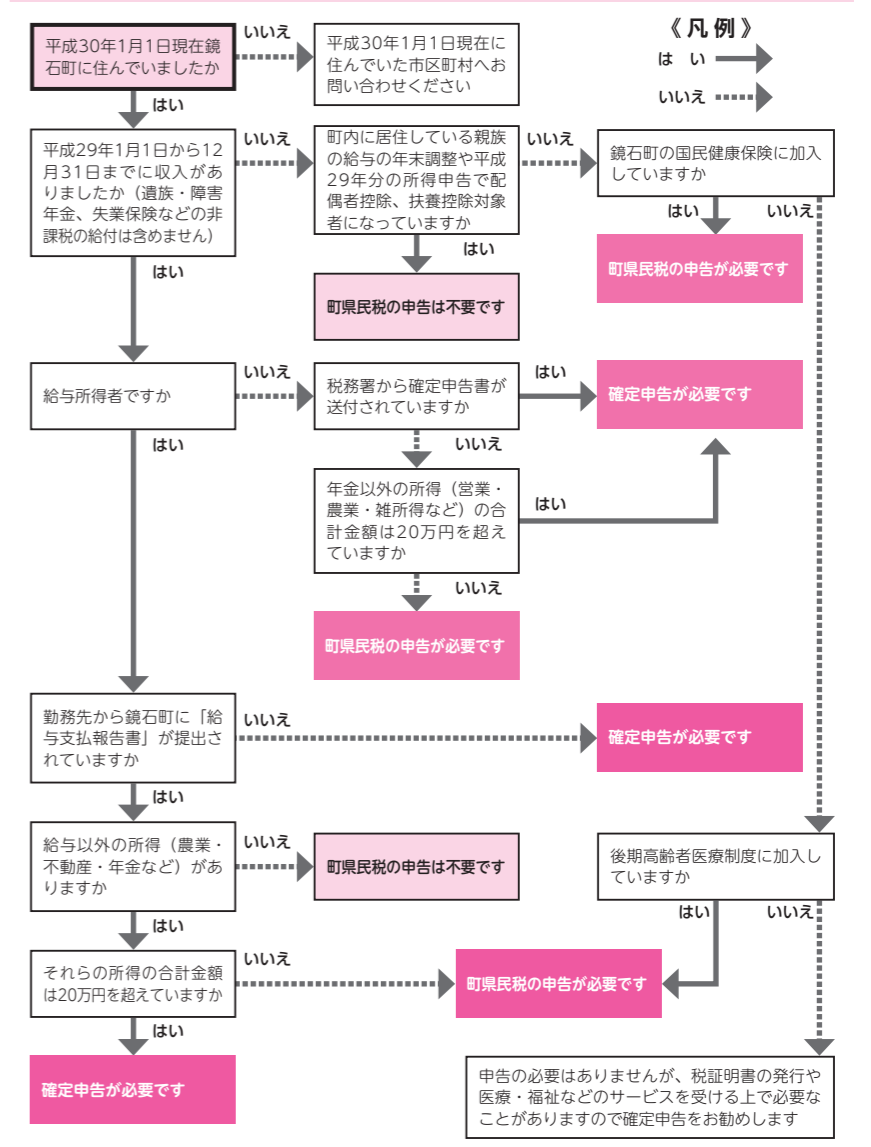 平成30年1月1日現在鏡
石町に住んでいましたか
いいえ
平成30年1月1日現在に
住んでいた市区町村へお
問い合わせください
《 凡 例 》
は い
いいえ
はい
平成29年1月1日から12
月31日までに収入があ
りましたか（遺族・障害
年金、失業保険などの非
課税の給付は含めません）
いいえ
町内に居住している親族
の給与の年末調整や平成
29年分の所得申告で配
偶者控除、扶養控除対象
者になっていますか
いいえ
鏡石町の国民健康保険に加入
していますか
はい
いいえ
町県民税の申告が必要です
はい
町県民税の申告は不要です
はい
給与所得者ですか
いいえ
税務署から確定申告書が
送付されていますか
はい
確定申告が必要です
いいえ
年金以外の所得（営業・
農業・雑所得など）の合
計金額は20万円を超え
ていますか
はい
いいえ
町県民税の申告が必要です
はい
勤務先から鏡石町に「給
与支払報告書」が提出さ
れていますか
いいえ
確定申告が必要です
はい
給与以外の所得（農業・
不動産・年金など）があ
りますか
いいえ
町県民税の申告は不要です
後期高齢者医療制度に加入し
ていますか
はい
いいえ
はい
それらの所得の合計金額
は20万円を超えていますか
いいえ
町県民税の申告が必要です
はい
確定申告が必要です
申告の必要はありませんが、税証明書の発行や
医療・福祉などのサービスを受ける上で必要な
ことがありますので確定申告をお勧めします